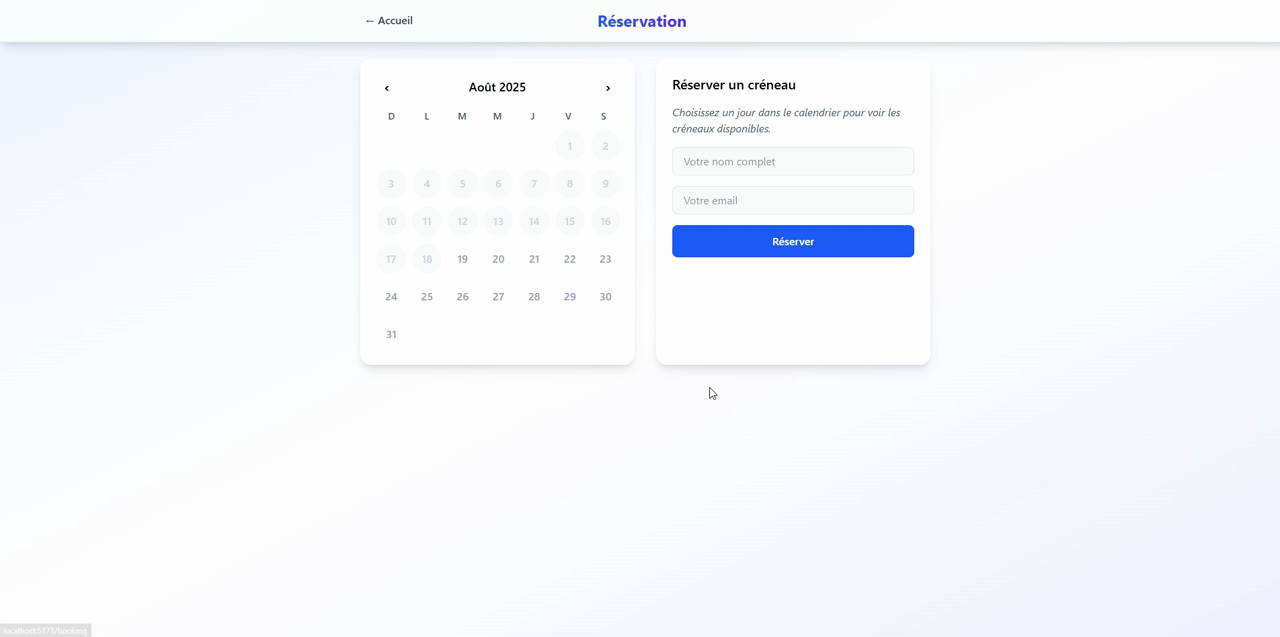 ← Accueil
Réservation
‹ Août 2025 ›
D L M M J V S
1 2
3 4 5 6 7 8 9
10 11 12 13 14 15 16
17 18 19 20 21 22 23
24 25 26 27 28 29 30
31
Réserver un créneau
Choisissez un jour dans le calendrier pour voir les
créneaux disponibles.
Votre nom complet
Votre email
Réserver
localhost:5173/booking